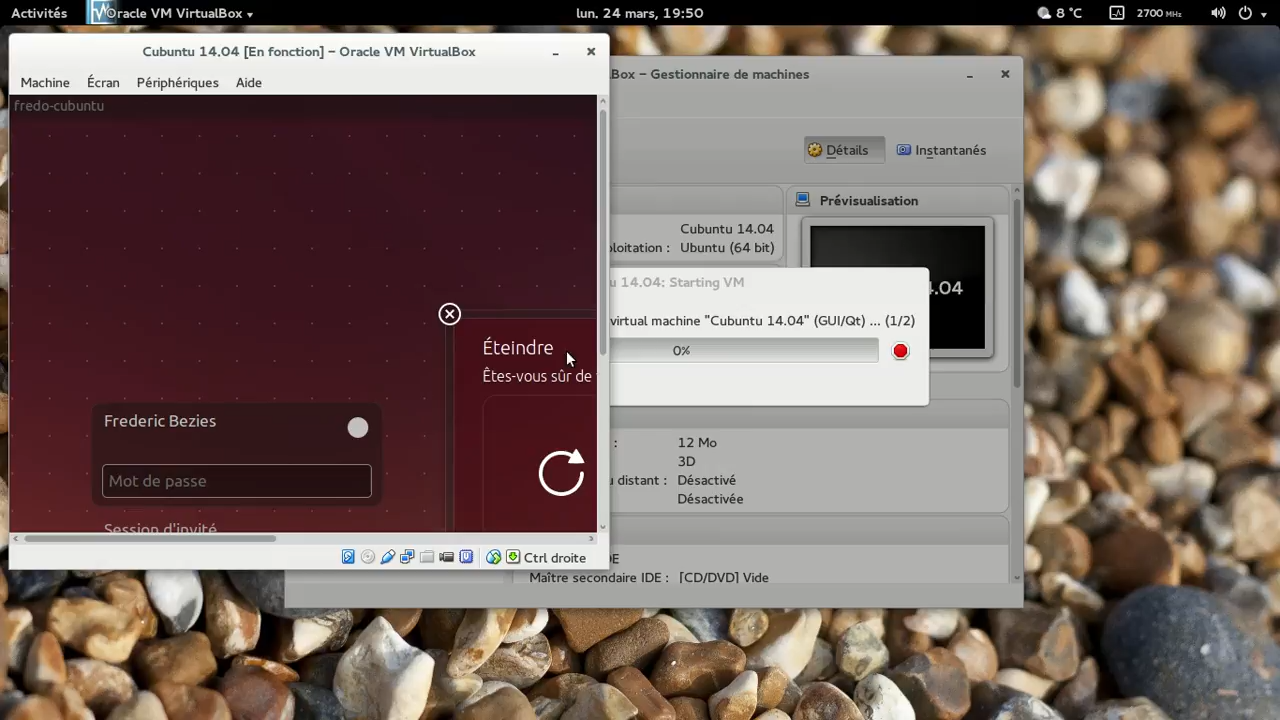 Activités
Oracle VM VirtualBox
lun. 24 mars, 19:50
8 °C
2700 MHz
Cubuntu 14.04 [En fonction] – Oracle VM VirtualBox
Machine Écran Périphériques Aide
fredo-cubuntu
Éteindre
Êtes-vous sûr de
Frederic Bezies
Mot de passe
Session d'invité
Ctrl droite
Box – Gestionnaire de machines
Détails
Instantanés
Prévisualisation
Cubuntu 14.04
ploitation : Ubuntu (64 bit)
.04
u 14.04: Starting VM
virtual machine "Cubuntu 14.04" (GUI/Qt) ... (1/2)
0%
: 12 Mo
3D
u distant : Désactivé
Désactivée
DE
Maître secondaire IDE : [CD/DVD] Vide